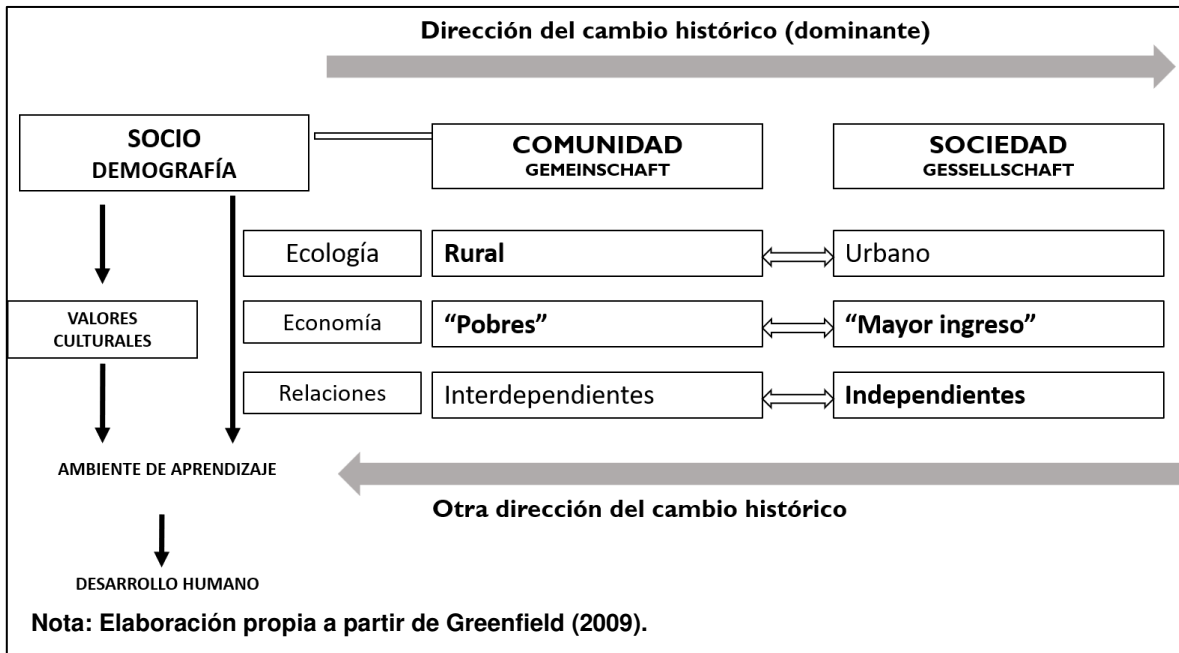 Dirección del cambio histórico (dominante)
SOCIO
DEMOGRAFÍA
COMUNIDAD
GEMEINSCHAFT
SOCIEDAD
GESSELLSCHAFT
Ecología
Rural
Urbano
VALORES
CULTURALES
Economía
“Pobres”
“Mayor ingreso”
Relaciones
Interdependientes
Independientes
AMBIENTE DE APRENDIZAJE
Otra dirección del cambio histórico
DESARROLLO HUMANO
Nota: Elaboración propia a partir de Greenfield (2009).